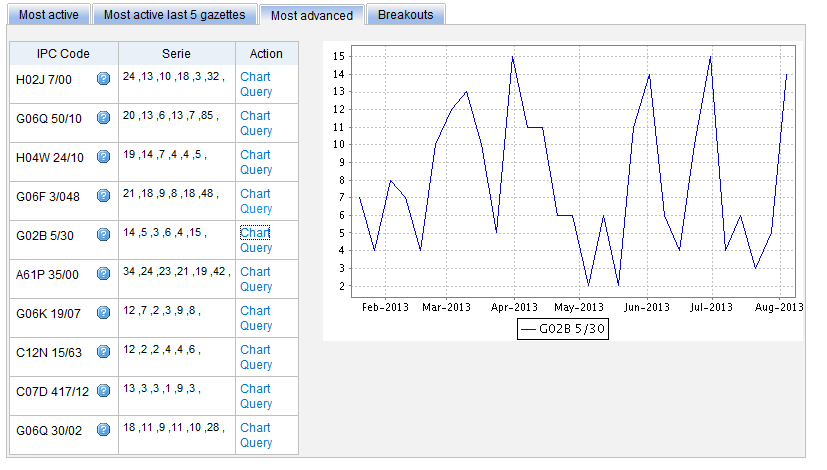 Most active Most active last 5 gazettes Most advanced Breakouts
IPC Code Serie Action
H02J 7/00 ? 24 ,13 ,10 ,18 ,3 ,32 , Chart
Query
G06Q 50/10 ? 20 ,13 ,6 ,13 ,7 ,85 , Chart
Query
H04W 24/10 ? 19 ,14 ,7 ,4 ,4 ,5 , Chart
Query
G06F 3/048 ? 21 ,18 ,9 ,8 ,18 ,48 , Chart
Query
G02B 5/30 ? 14 ,5 ,3 ,6 ,4 ,15 , Chart
Query
A61P 35/00 ? 34 ,24 ,23 ,21 ,19 ,42 , Chart
Query
G06K 19/07 ? 12 ,7 ,2 ,3 ,9 ,8 , Chart
Query
C12N 15/63 ? 12 ,2 ,2 ,4 ,4 ,6 , Chart
Query
C07D 417/12 ? 13 ,3 ,3 ,1 ,9 ,3 , Chart
Query
G06Q 30/02 ? 18 ,11 ,9 ,11 ,10 ,28 , Chart
Query
15
14
13
12
11
10
9
8
7
6
5
4
3
2
Feb-2013 Mar-2013 Apr-2013 May-2013 Jun-2013 Jul-2013 Aug-2013
G02B 5/30